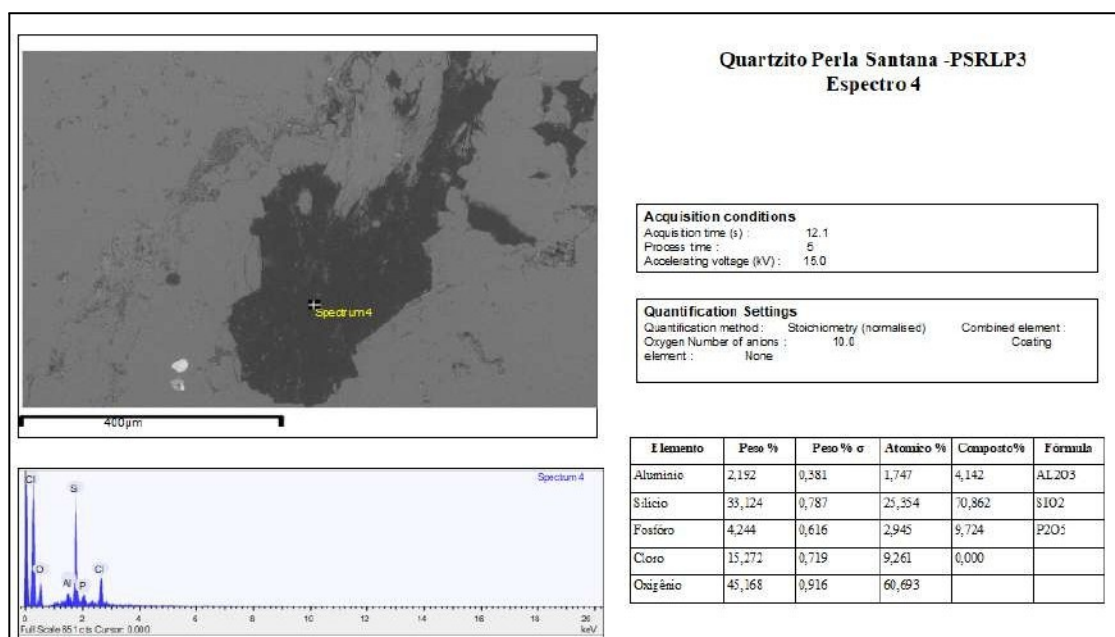 Quartzito Perla Santana -PSRLP3
Espectro 4
Spectrum4
400µm
Acquisition conditions
Acquisition time (s) : 12.1
Process time : 5
Accelerating voltage (kV) : 15.0
Quantification Settings
Quantification method : Stoichiometry (normalised) Combined element :
Oxygen Number of anions : 10.0 Coating
element : None
Elemento Peso % Peso % σ Atomico % Composto% Fórmula
Aluminio 2,192 0,381 1,747 4,142 AL2O3
Silicio 33,124 0,787 25,354 70,862 SIO2
Fosfóro 4,244 0,616 2,945 9,724 P2O5
Cloro 15,272 0,719 9,261 0,000
Oxigênio 45,168 0,916 60,693
Spectrum 4
Cl
Si
O
Al
P
Cl
0 2 4 6 8 10 12 14 16 18 20
Full Scale 851 cts Cursor: 0.000 keV